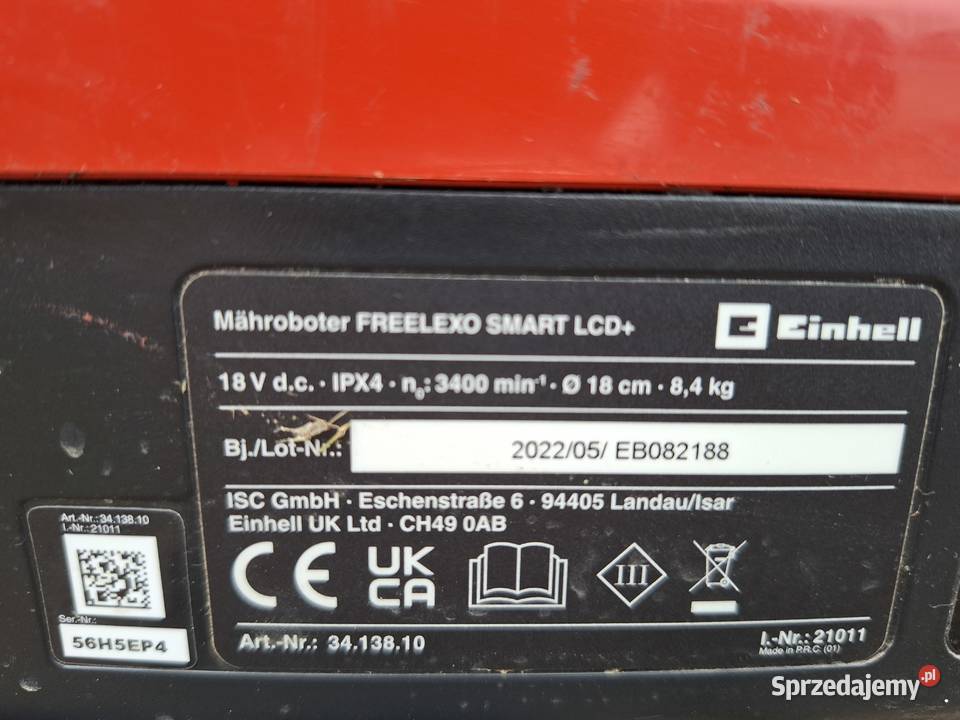 Mähroboter FREELEXO SMART LCD+
Einhell
18 V d.c. · IPX4 · n₀: 3400 min⁻¹ · Ø 18 cm · 8,4 kg
Bj./Lot-Nr.: 2022/05/ EB082188
ISC GmbH · Eschenstraße 6 · 94405 Landau/Isar
Einhell UK Ltd · CH49 0AB
CE UK CA III
Art.-Nr.: 34.138.10
I.-Nr.: 21011
Made in P.R.C. (01)
Art.-Nr.: 34.138.10
I.-Nr.: 21011
Ser.-Nr.:
56H5EP4
Sprzedajemy.pl